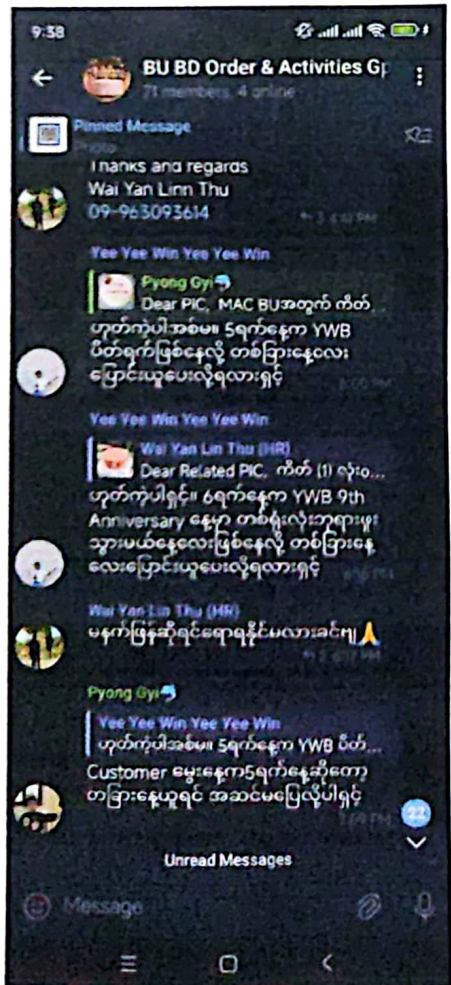 9:38
BU BD Order & Activities Gp
71 members, 4 online
Pinned Message
Photo
Thanks and regards
Wai Yan Linn Thu
09-963093614
Yee Yee Win Yee Yee Win
Pyong Gyi
Dear PIC, MAC BUအတွက် ကိတ်...
ဟုတ်ကဲ့ပါအစ်မ။ 5ရက်နေ့က YWB
ပိတ်ရက်ဖြစ်နေလို့ တစ်ခြားနေ့လေး
ပြောင်းယူပေးလို့ရလားရှင့်
6:00 PM
Yee Yee Win Yee Yee Win
Wai Yan Lin Thu (HR)
Dear Related PIC, ကိတ် (1) လုံးo...
ဟုတ်ကဲ့ပါရှင့်။ 6ရက်နေ့က YWB 9th
Anniversary နေ့မှာ တစ်ရုံးလုံးဘုရားဖူး
သွားမယ်နေ့လေးဖြစ်နေလို့ တစ်ခြားနေ့
လေးပြောင်းယူပေးလို့ရလားရှင့်
Wai Yan Lin Thu (HR)
မနက်ဖြန်ဆိုရင်ရောရနိုင်မလားခင်ဗျ🙏
Pyong Gyi
Yee Yee Win Yee Yee Win
ဟုတ်ကဲ့ပါအစ်မ။ 5ရက်နေ့က YWB ပိတ်...
Customer မွေးနေ့က5ရက်နေ့ဆိုတော့
တခြားနေ့ယူရင် အဆင်မပြေလို့ပါရှင့်
22
Unread Messages
Message